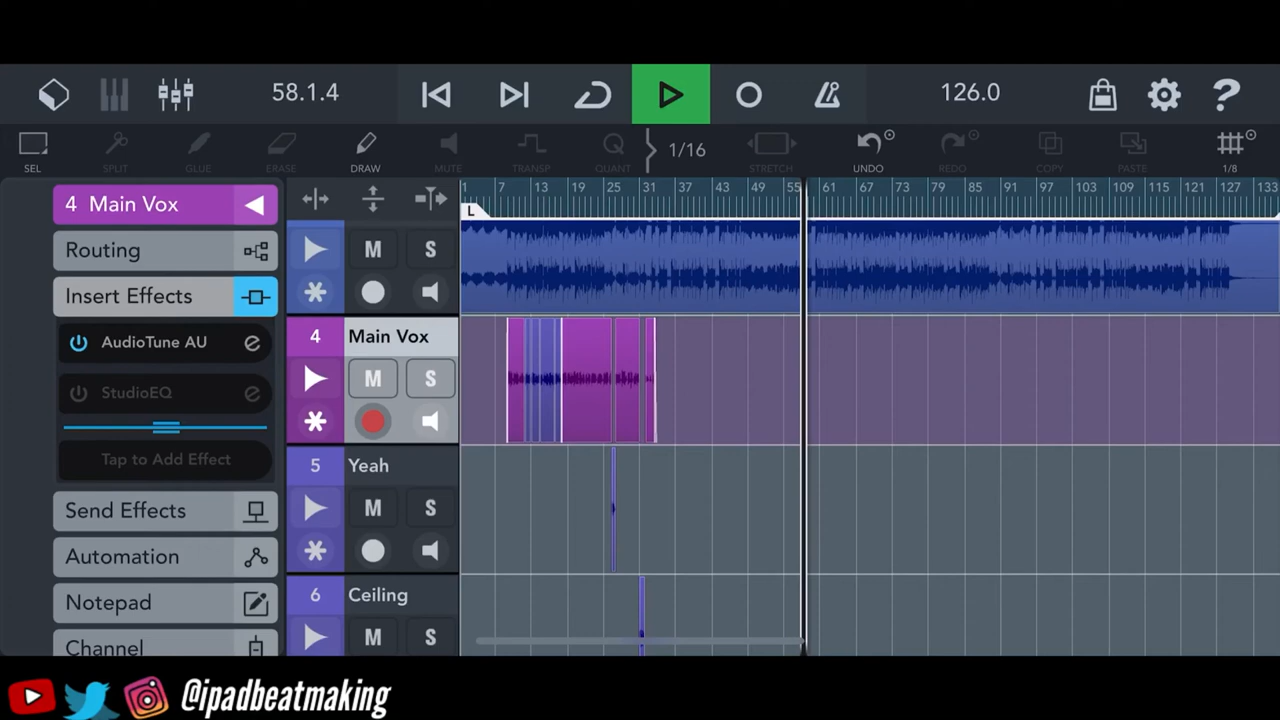 58.1.4
126.0
SEL
SPLIT
GLUE
ERASE
DRAW
MUTE
TRANSP
QUANT
1/16
STRETCH
UNDO
REDO
COPY
PASTE
1/8
1 7 13 19 25 31 37 43 49 55 61 67 73 79 85 91 97 103 109 115 121 127 133
L
4 Main Vox
Routing
Insert Effects
AudioTune AU
StudioEQ
Tap to Add Effect
Send Effects
Automation
Notepad
Channel
M S
4 Main Vox
M S
5 Yeah
M S
6 Ceiling
M S
@ipadbeatmaking